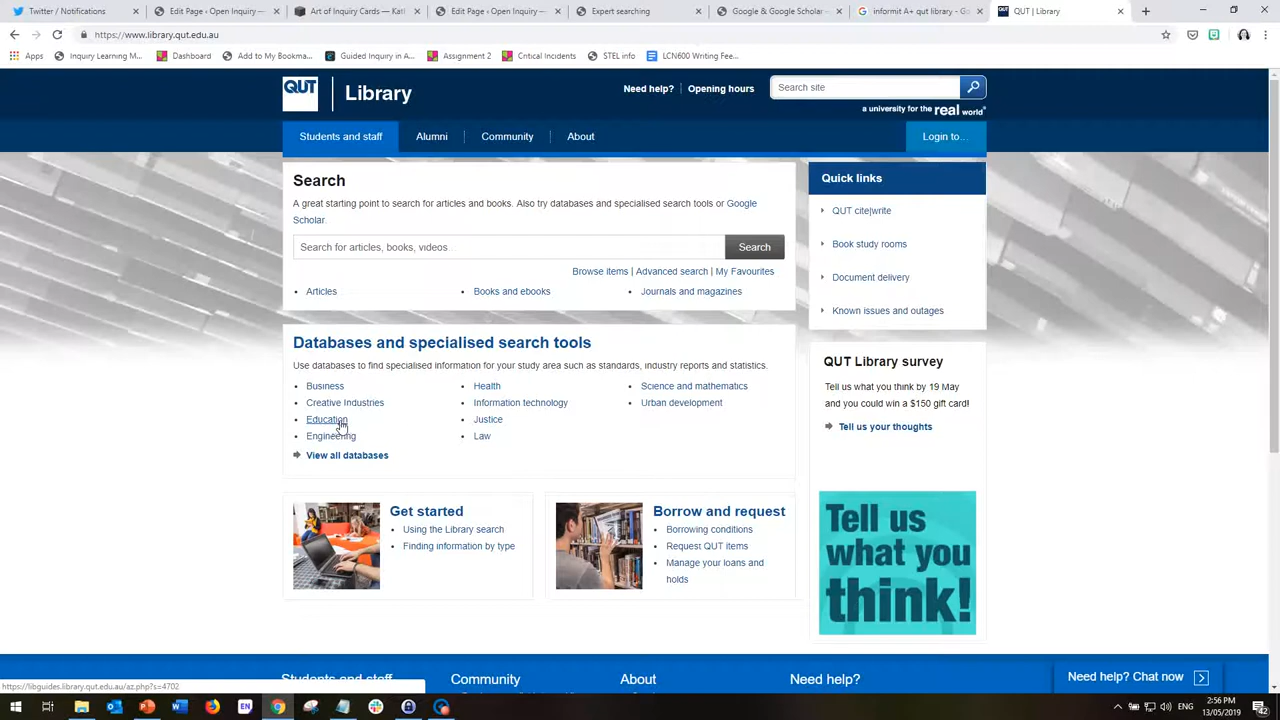 Twitter / Notifications
Edit Page ‹ Open Inquiry
Art of Inquiry Cards — Kat
Edit Page ‹ Open Inquiry
Expert searching
Google & Google Scholar -
informit A+ qut library - Go
QUT | Library
https://www.library.qut.edu.au
Apps
Inquiry Learning M...
Dashboard
Add to My Bookma...
Guided Inquiry in A...
Assignment 2
Critical Incidents
STEL info
LCN600 Writing Fee...
QUT
Library
Need help?
Opening hours
Search site
a university for the real world
Students and staff
Alumni
Community
About
Login to...
Search
A great starting point to search for articles and books. Also try databases and specialised search tools or Google
Scholar.
Search for articles, books, videos...
Search
Browse items | Advanced search | My Favourites
Articles
Books and ebooks
Journals and magazines
Databases and specialised search tools
Use databases to find specialised information for your study area such as standards, industry reports and statistics.
Business
Health
Science and mathematics
Creative Industries
Information technology
Urban development
Education
Justice
Engineering
Law
View all databases
Get started
Using the Library search
Finding information by type
Borrow and request
Borrowing conditions
Request QUT items
Manage your loans and
holds
Quick links
QUT cite|write
Book study rooms
Document delivery
Known issues and outages
QUT Library survey
Tell us what you think by 19 May
and you could win a $150 gift card!
Tell us your thoughts
Tell us
what you
think!
Students and staff
Community
About
Need help?
Need help? Chat now
https://libguides.library.qut.edu.au/az.php?s=4702
EN
ENG
2:56 PM
13/05/2019
42